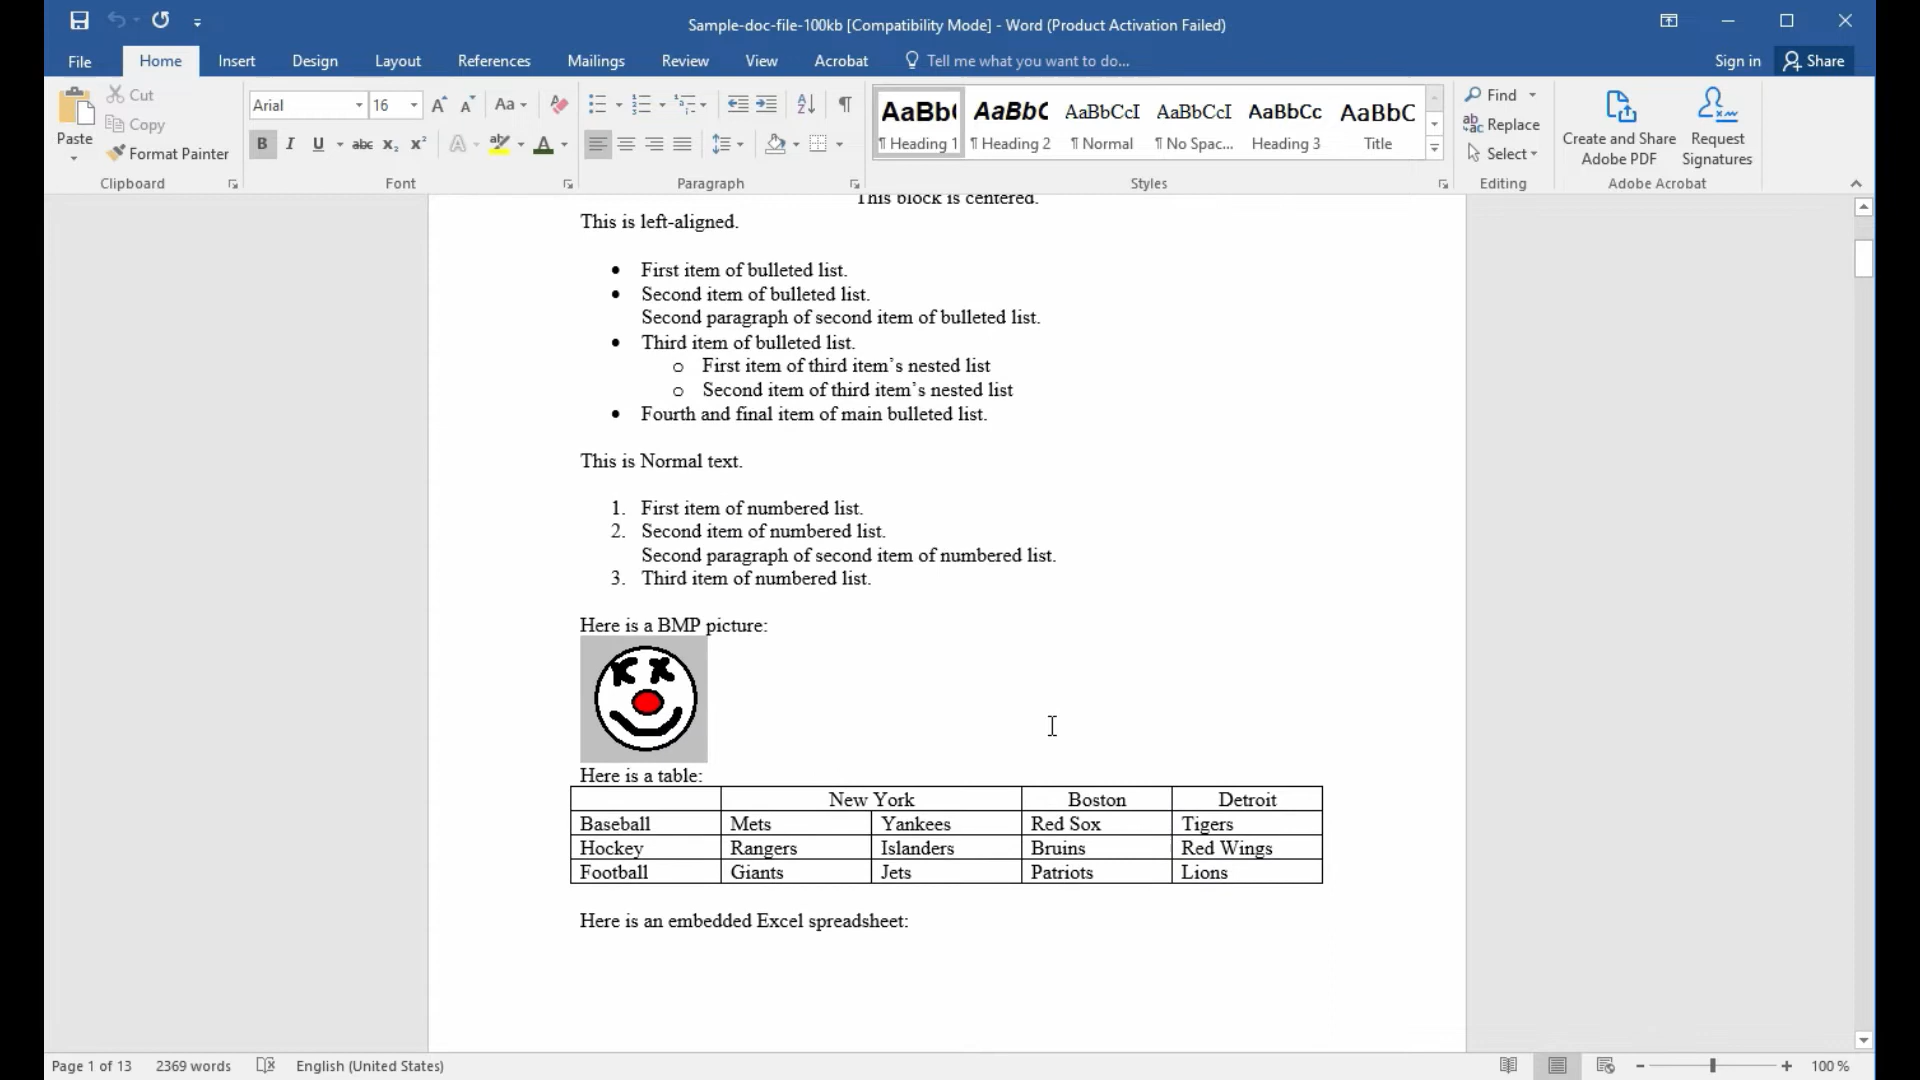 Sample-doc-file-100kb [Compatibility Mode] - Word (Product Activation Failed)
File Home Insert Design Layout References Mailings Review View Acrobat Tell me what you want to do... Sign in Share
Paste
Cut
Copy
Format Painter
Clipboard
Arial 16
Aa
B I U abc x₂ x²
A
Font
Paragraph
AaBb( AaBbC AaBbCcI AaBbCcI AaBbCc AaBbC
¶ Heading 1 ¶ Heading 2 ¶ Normal ¶ No Spac... Heading 3 Title
Styles
Find
Replace
Select
Editing
Create and Share
Adobe PDF
Request
Signatures
Adobe Acrobat
This block is centered.
This is left-aligned.
• First item of bulleted list.
• Second item of bulleted list.
Second paragraph of second item of bulleted list.
• Third item of bulleted list.
o First item of third item’s nested list
o Second item of third item’s nested list
• Fourth and final item of main bulleted list.
This is Normal text.
1. First item of numbered list.
2. Second item of numbered list.
Second paragraph of second item of numbered list.
3. Third item of numbered list.
Here is a BMP picture:
Here is a table:
New York Boston Detroit
Baseball Mets Yankees Red Sox Tigers
Hockey Rangers Islanders Bruins Red Wings
Football Giants Jets Patriots Lions
Here is an embedded Excel spreadsheet:
Page 1 of 13 2369 words English (United States) 100 %